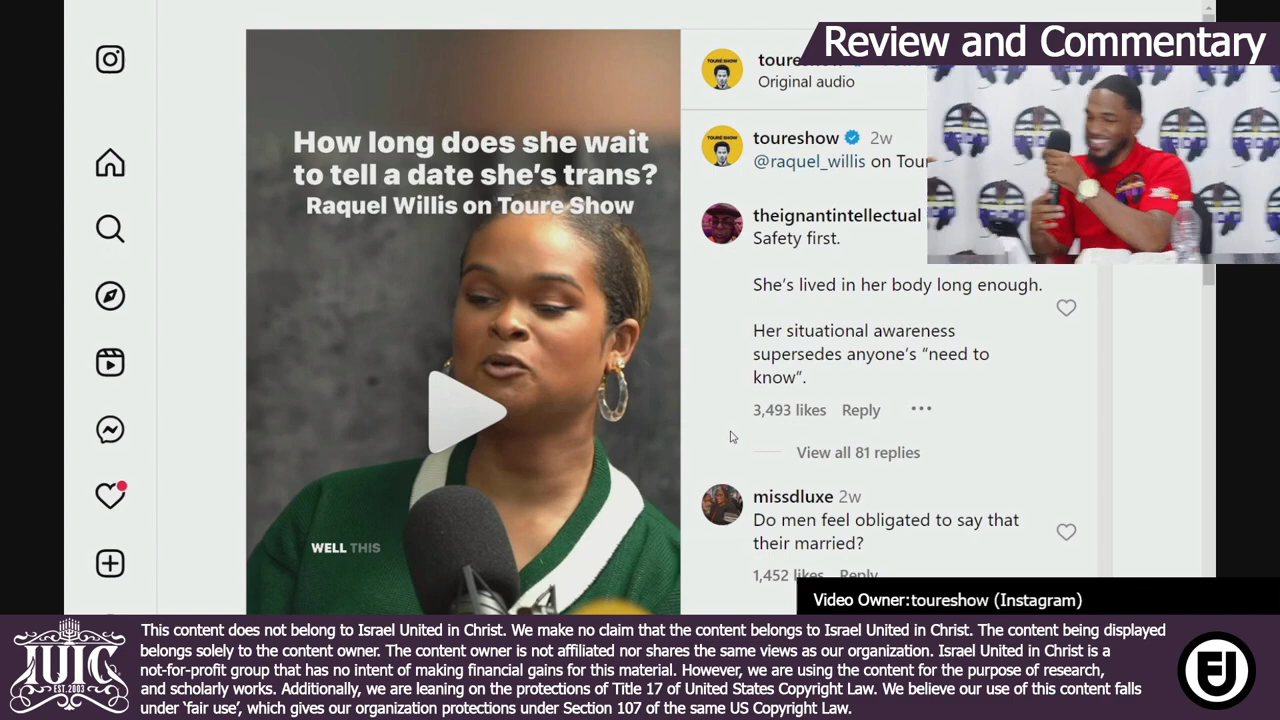 Review and Commentary
TOURÉ SHOW
Original audio
How long does she wait
to tell a date she's trans?
Raquel Willis on Toure Show
TOURÉ SHOW
toureshow 2w
@raquel_willis on Tour
theignantintellectual
Safety first.
She's lived in her body long enough.
Her situational awareness
supersedes anyone's “need to
know”.
3,493 likes Reply
View all 81 replies
missdluxe 2w
Do men feel obligated to say that
their married?
1,452 likes Reply
WELL THIS
Video Owner:toureshow (Instagram)
IUIC
EST.2003
This content does not belong to Israel United in Christ. We make no claim that the content belongs to Israel United in Christ. The content being displayed
belongs solely to the content owner. The content owner is not affiliated nor shares the same views as our organization. Israel United in Christ is a
not-for-profit group that has no intent of making financial gains for this material. However, we are using the content for the purpose of research,
and scholarly works. Additionally, we are leaning on the protections of Title 17 of United States Copyright Law. We believe our use of this content falls
under ‘fair use’, which gives our organization protections under Section 107 of the same US Copyright Law.